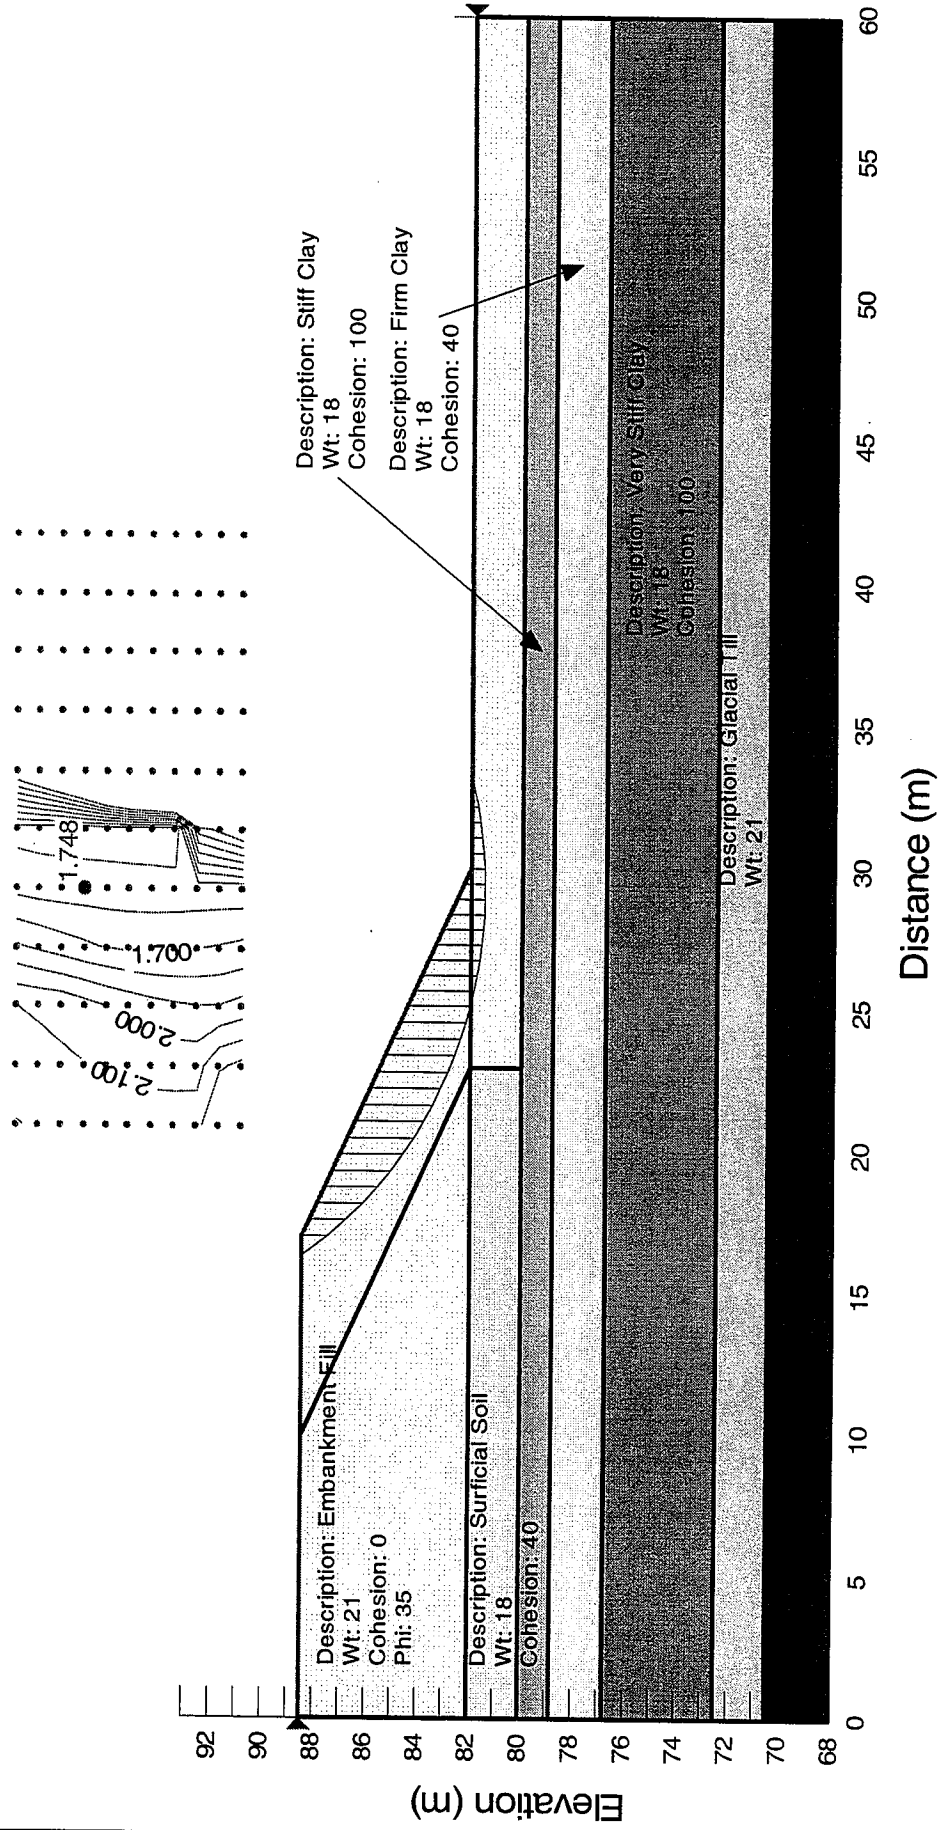 1.748
1.700
2.000
2.100
Description: Stiff Clay
Wt: 18
Cohesion: 100
Description: Firm Clay
Wt: 18
Cohesion: 40
Description: Embankment Fill
Wt: 21
Cohesion: 0
Phi: 35
Description: Surficial Soil
Wt: 18
Cohesion: 40
Description: Very Stiff Clay
Wt: 18
Cohesion: 100
Description: Glacial Till
Wt: 21
Elevation (m)
92
90
88
86
84
82
80
78
76
74
72
70
68
0
5
10
15
20
25
30
35
40
45
50
55
60
Distance (m)